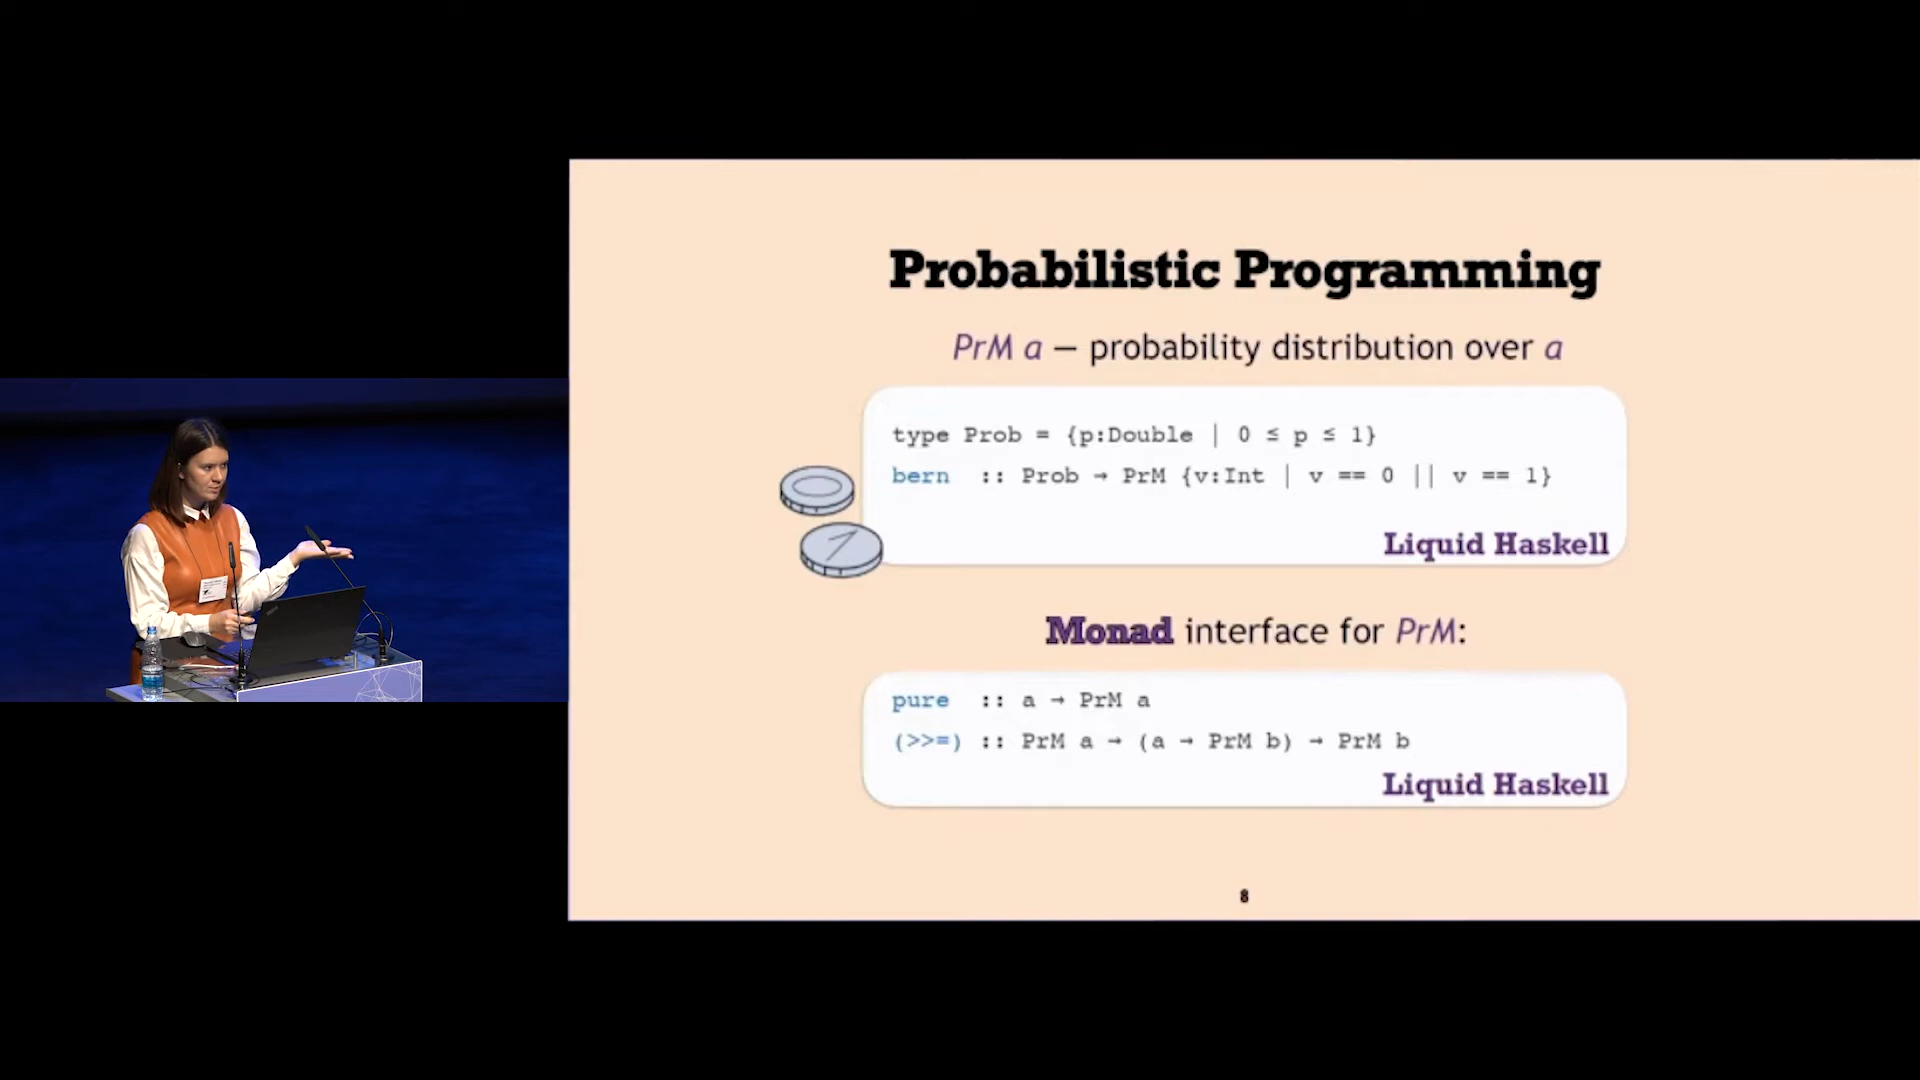 Probabilistic Programming
PrM a — probability distribution over a
type Prob = {p:Double | 0 ≤ p ≤ 1}
bern :: Prob → PrM {v:Int | v == 0 || v == 1}
Liquid Haskell
1
Monad interface for PrM:
pure :: a → PrM a
(>>=) :: PrM a → (a → PrM b) → PrM b
Liquid Haskell
8